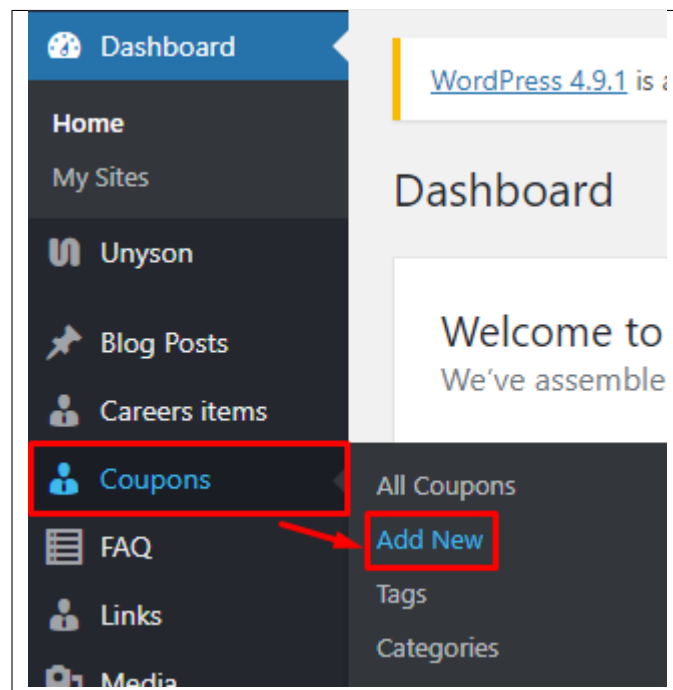 Dashboard
WordPress 4.9.1 is
Home
My Sites
Dashboard
Unyson
Welcome to
Blog Posts
We've assemble
Careers items
Coupons
All Coupons
Add New
FAQ
Tags
Links
Categories
Media